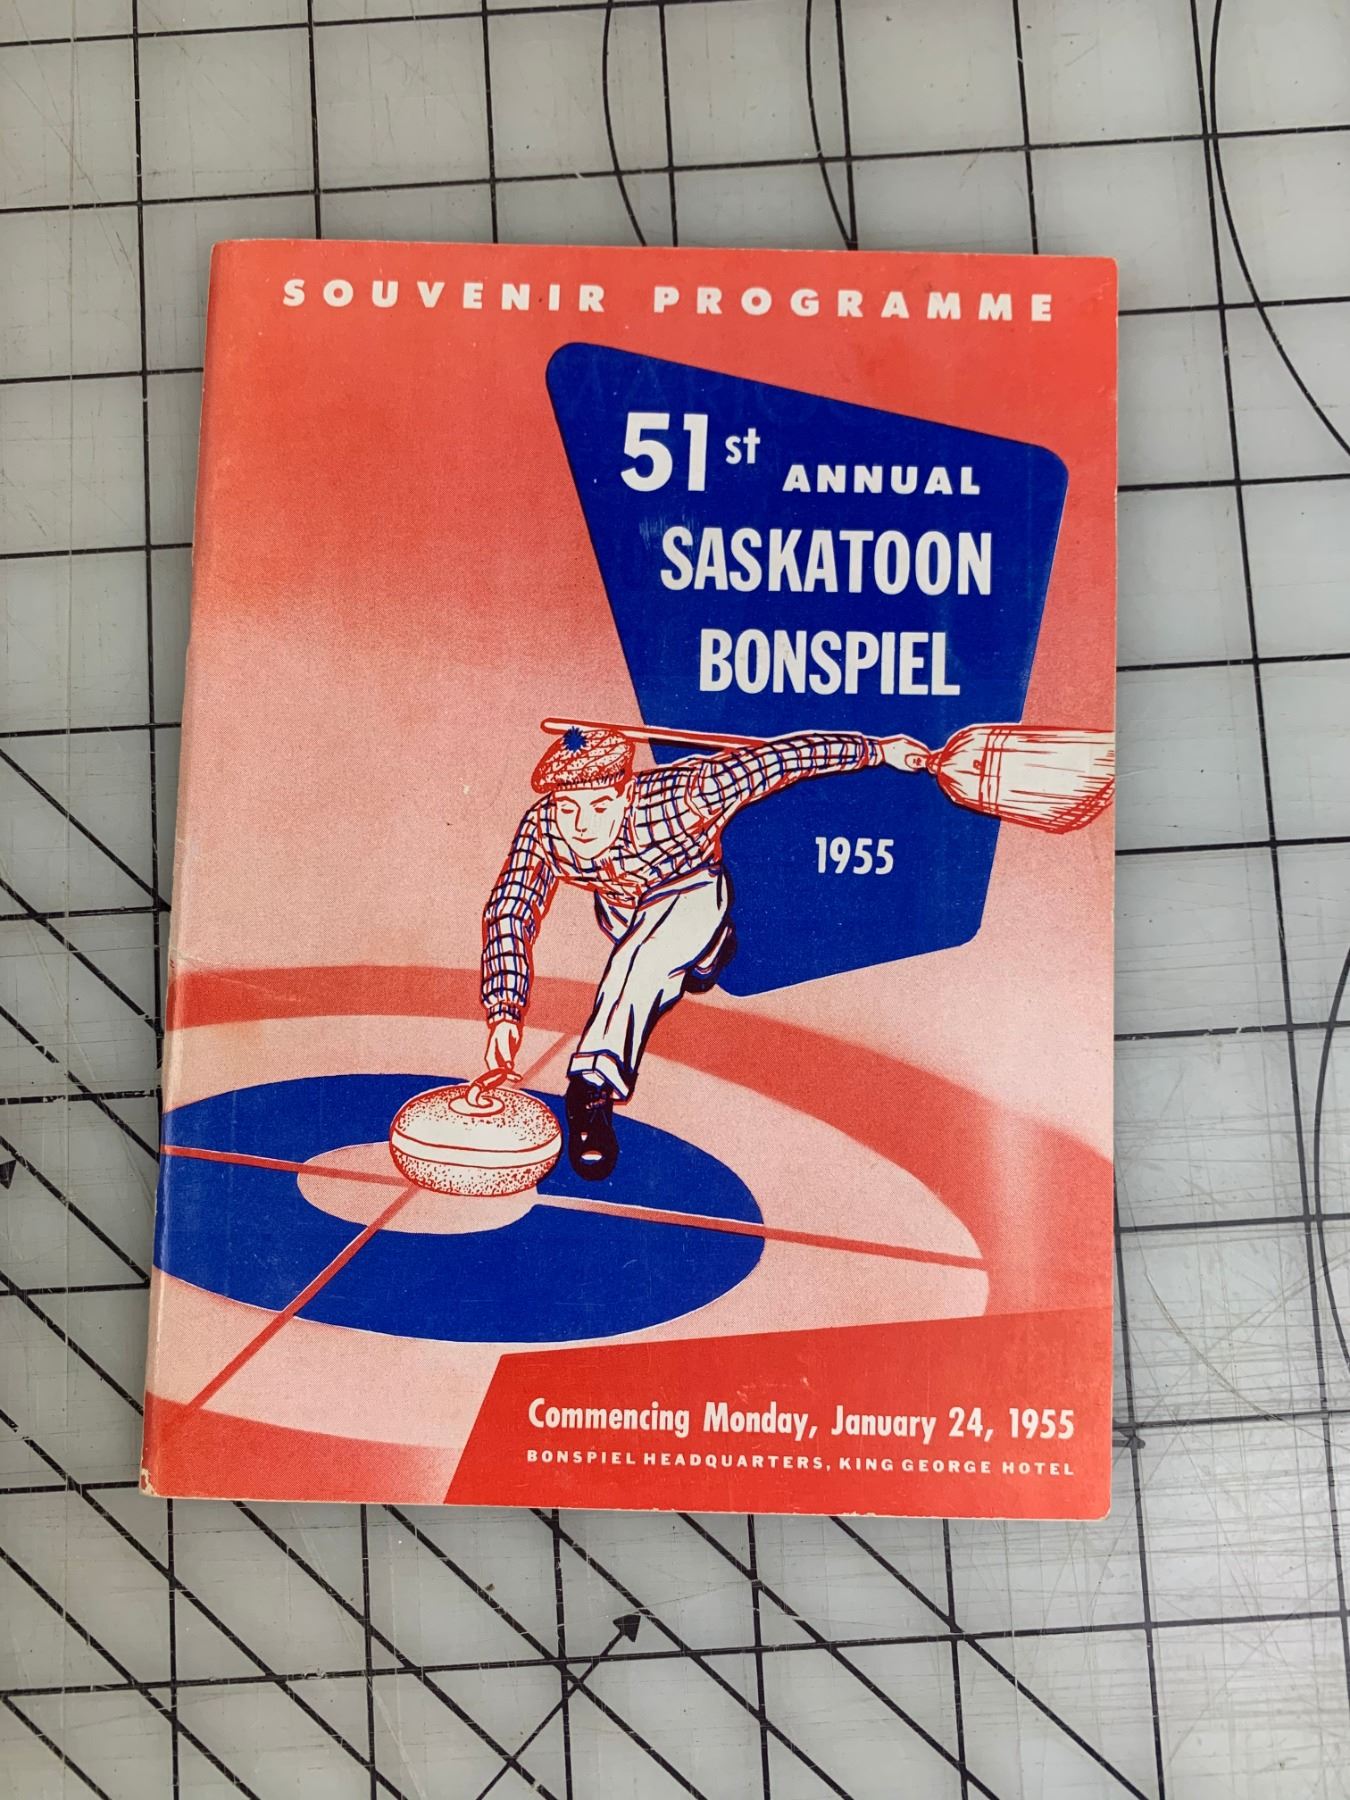 SOUVENIR PROGRAMME
51st ANNUAL
SASKATOON
BONSPIEL
1955
Commencing Monday, January 24, 1955
BONSPIEL HEADQUARTERS, KING GEORGE HOTEL